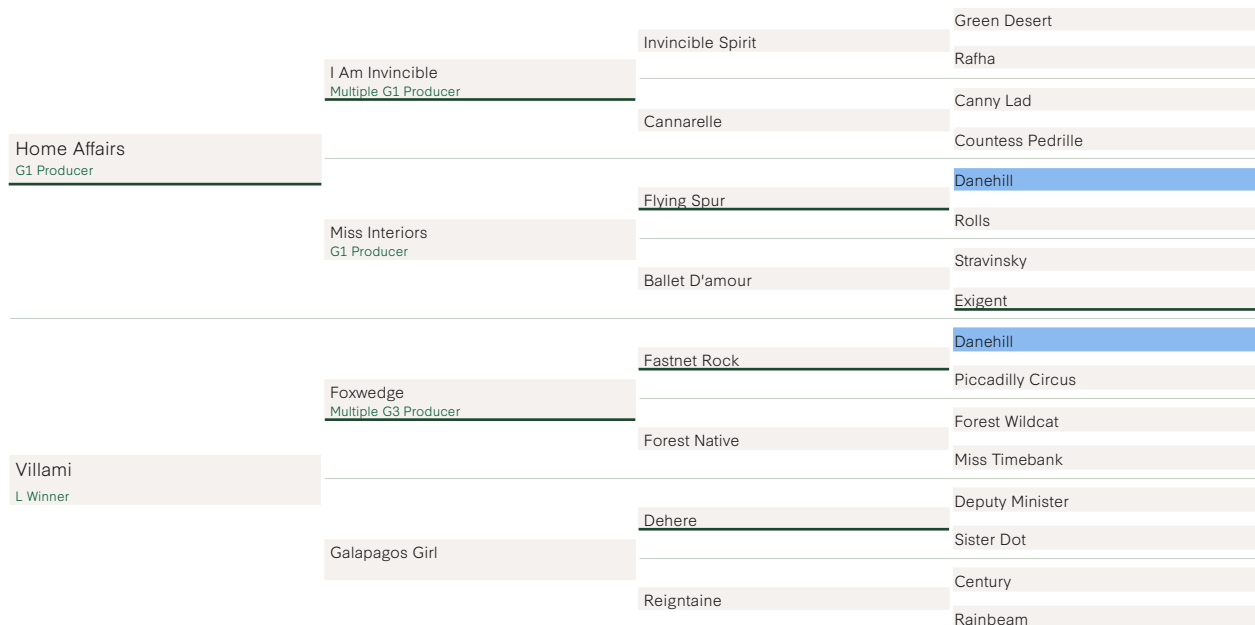 Home Affairs
G1 Producer
Villami
L Winner
I Am Invincible
Multiple G1 Producer
Miss Interiors
G1 Producer
Foxwedge
Multiple G3 Producer
Galapagos Girl
Invincible Spirit
Cannarelle
Flying Spur
Ballet D'amour
Fastnet Rock
Forest Native
Dehere
Reigntaine
Green Desert
Rafha
Canny Lad
Countess Pedrille
Danehill
Rolls
Stravinsky
Exigent
Danehill
Piccadilly Circus
Forest Wildcat
Miss Timebank
Deputy Minister
Sister Dot
Century
Rainbeam